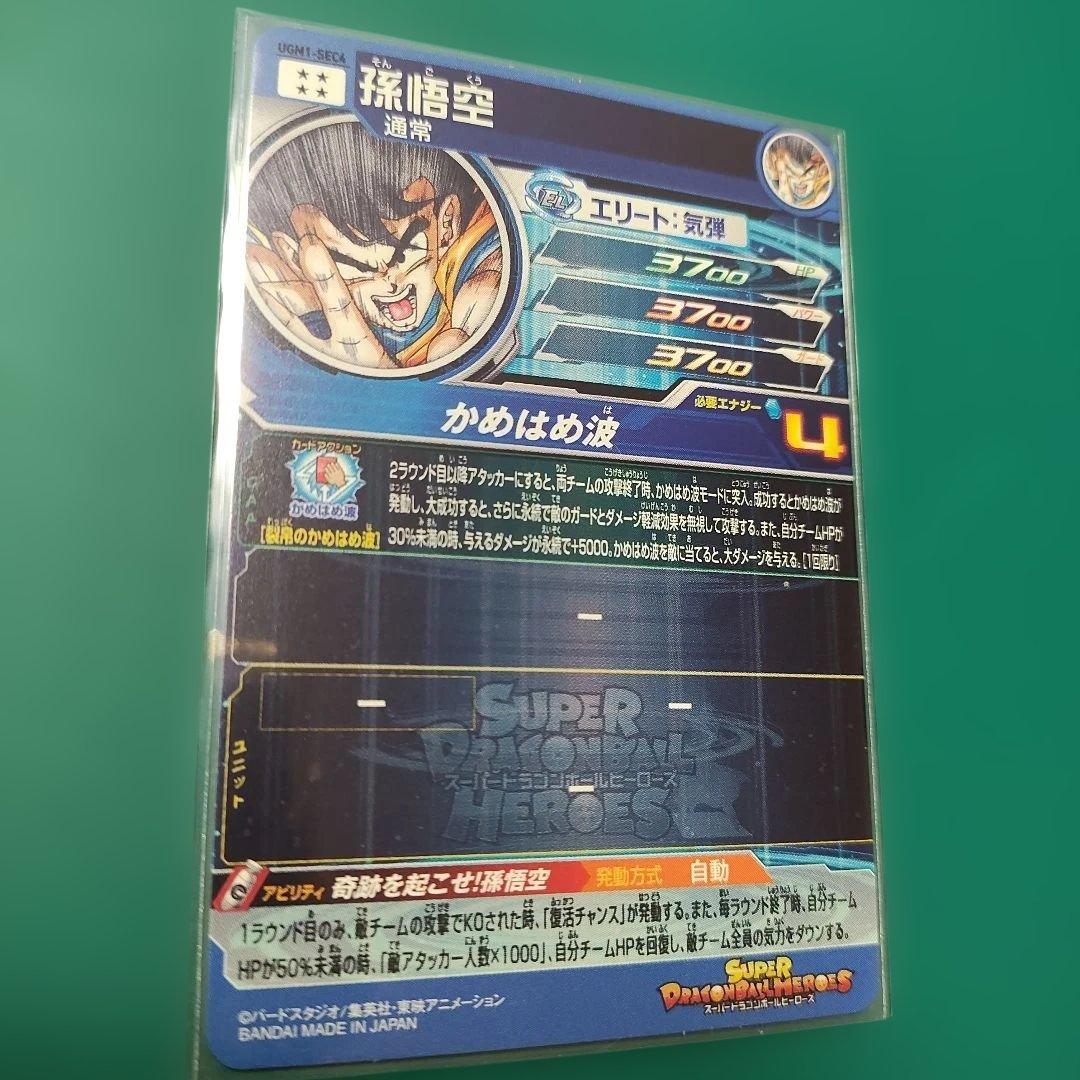 UGM1-SEC4
孫悟空
そんごくう
通常
エリート:気弾
3700 HP
3700 パワー
3700 ガード
必要エナジー 4
かめはめ波
カードアクション
かめはめ波
2ラウンド目以降アタッカーにすると、両チームの攻撃終了時、かめはめ波モードに突入。成功するとかめはめ波が
発動し、大成功すると、さらに永続で敵のガードとダメージ軽減効果を無視して攻撃する。また、自分チームHPが
30%未満の時、与えるダメージが永続で+5000。かめはめ波を敵に当てると、大ダメージを与える。[1回限り]
のかめはめ波]
CAA
-
-
-
-
ユニット
SUPER
DRAGONBALL
スーパードラゴンボールヒーローズ
HEROES
アビリティ 奇跡を起こせ!孫悟空 発動方式 自動
1ラウンド目のみ、敵チームの攻撃でKOされた時、「復活チャンス」が発動する。また、毎ラウンド終了時、自分チーム
HPが50%未満の時、「敵アタッカー人数×1000」、自分チームHPを回復し、敵チーム全員の気力をダウンする。
SUPER
DRAGONBALL HEROES
スーパードラゴンボールヒーローズ
©バードスタジオ/集英社・東映アニメーション
BANDAI MADE IN JAPAN